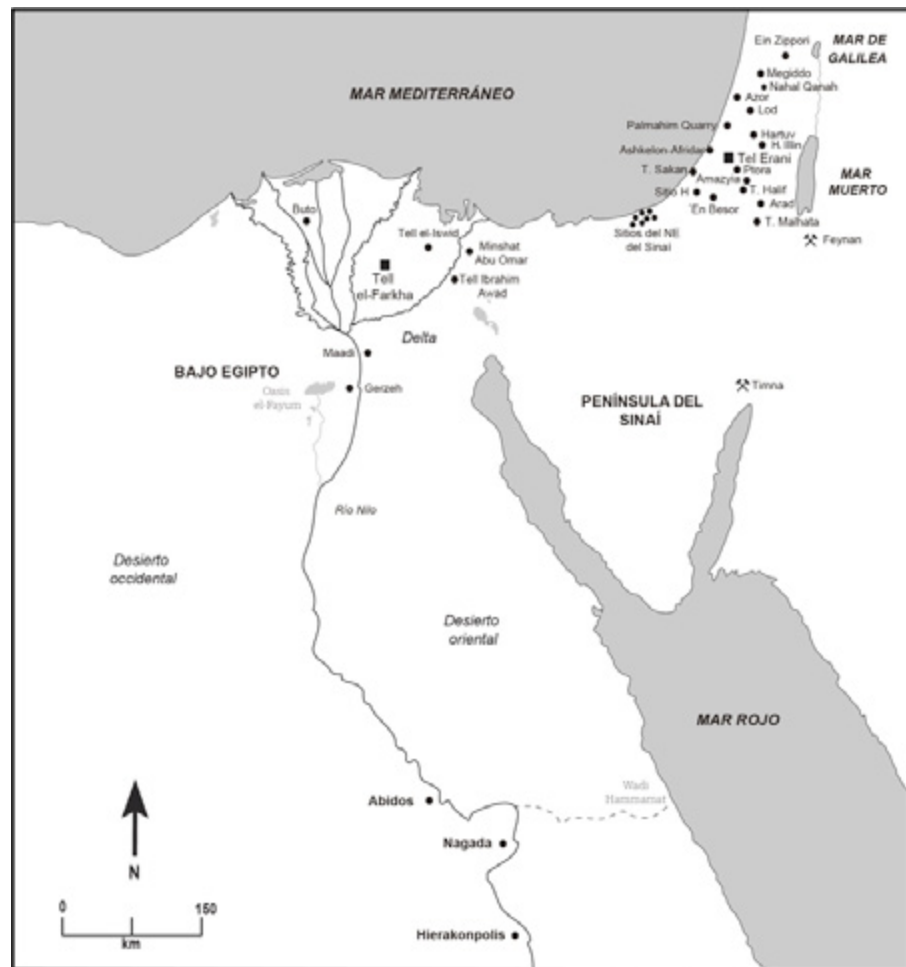 Ein Zippori
MAR DE
GALILEA
MAR MEDITERRÁNEO
Megiddo
Nahal Qanah
Azor
Lod
Palmahim Quarry
Hartuv
H. Illin
Ashkelon-Afridar
Tel Erani
T. Sakan
Ptora
Amazyia
MAR
MUERTO
Sitio H
T. Halif
'En Besor
Arad
T. Malhata
Buto
Sitios del NE.
del Sinaí
Feynan
Tell el-Iswid
Minshat
Abu Omar
Tell
el-Farkha
Tell Ibrahim
Awad
Delta
Maadi
BAJO EGIPTO
Gerzeh
Oasis
el-Fayum
Timna
PENÍNSULA DEL
SINAÍ
Río Nilo
Desierto
occidental
Desierto
oriental
MAR ROJO
Wadi
Hammamat
Abidos
Nagada
N
0
150
km
Hierakonpolis